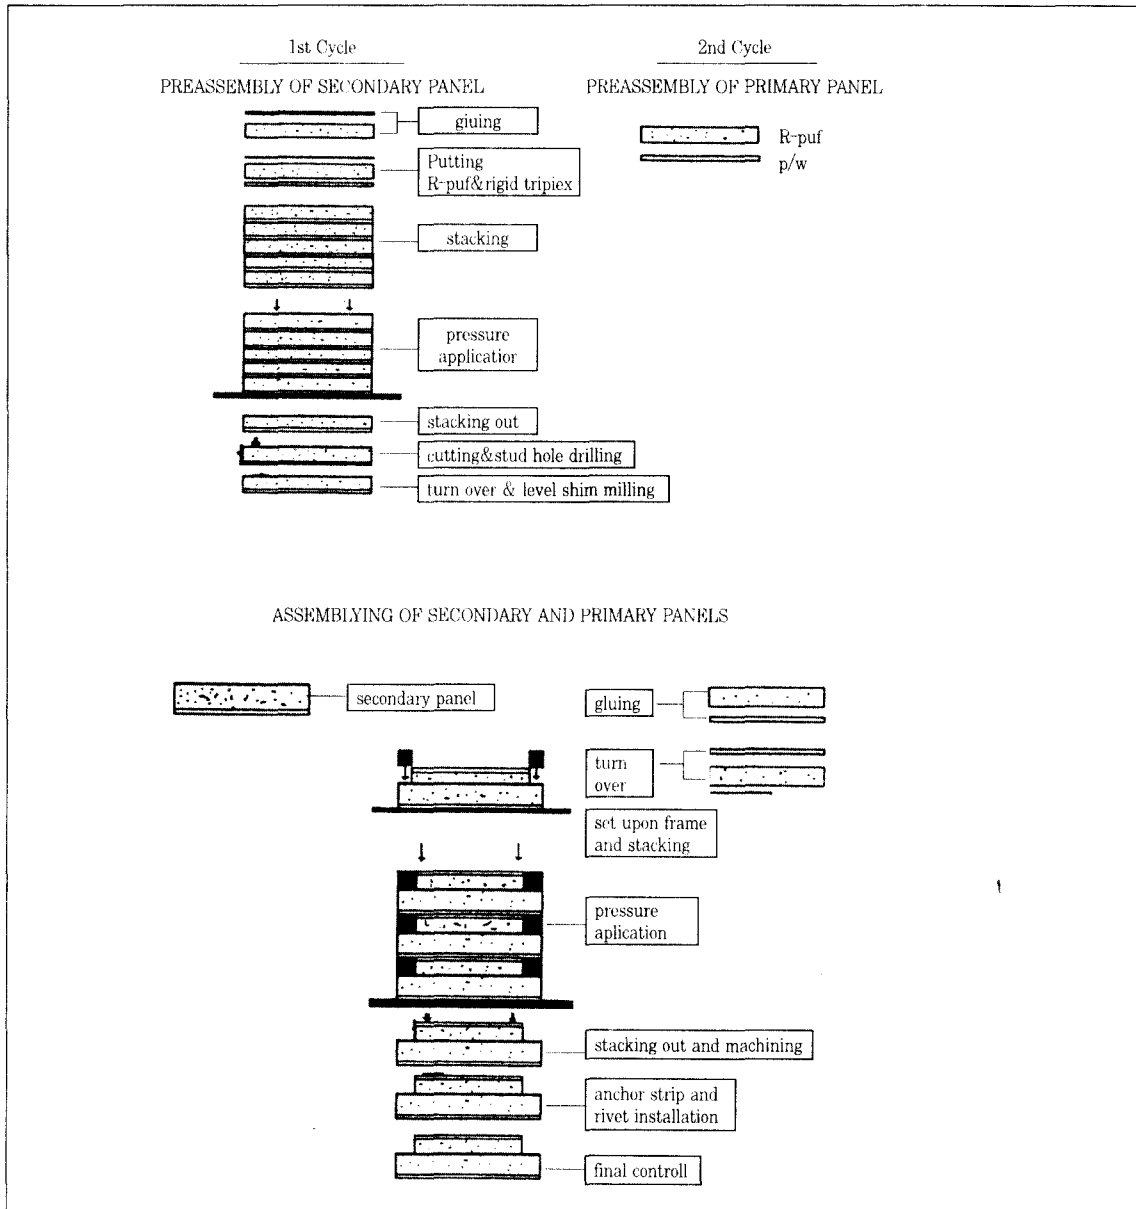 1st Cycle
PREASSEMBLY OF SECONDARY PANEL
giuing
Putting
R-puf&rigid tripiex
stacking
pressure
applicatior
stacking out
cutting&stud hole drilling
turn over & level shim milling
2nd Cycle
PREASSEMBLY OF PRIMARY PANEL
R-puf
p/w
ASSEMBLYING OF SECONDARY AND PRIMARY PANELS
secondary panel
gluing
turn
over
set upon frame
and stacking
pressure
aplication
stacking out and machining
anchor strip and
rivet installation
final controll